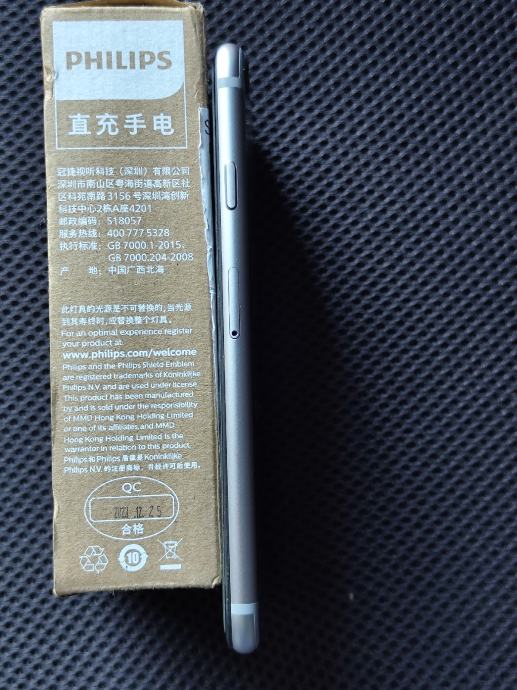 PHILIPS
直充手电
冠捷视听科技（深圳）有限公司
深圳市南山区粤海街道高新区社
区科苑南路3156号深圳湾创新
科技中心2栋A座4201
邮政编码：518057
服务热线：400 777 5328
执行标准：GB 7000.1-2015、
GB 7000.204-2008
产 地：中国广西北海
此灯具的光源是不可替换的，当光源
到其寿终时，应替换整个灯具。
For an optimal experience register
your product at
www.philips.com/welcome
Philips and the Philips Shield Emblem
are registered trademarks of Koninklijke
Philips N.V. and are used under license.
This product has been manufactured
by and is sold under the responsibility
of MMD Hong Kong Holding Limited
or one of its affiliates, and MMD
Hong Kong Holding Limited is the
warrantor in relation to this product.
Philips和Philips盾徽是Koninklijke
Philips N.V. 的注册商标，并经许可后使用。
QC
合格
10